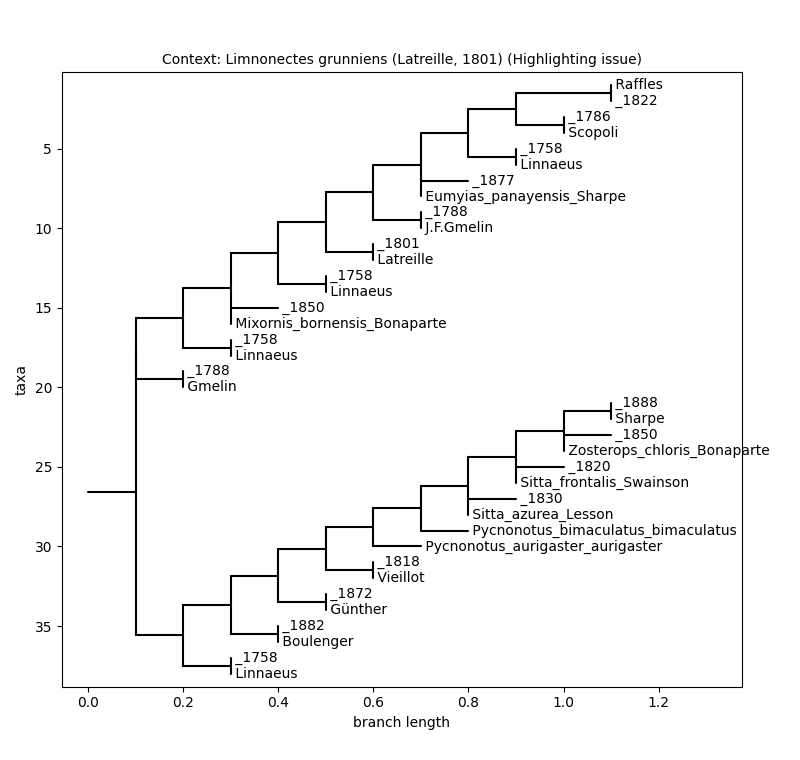 Context: Limnonectes grunniens (Latreille, 1801) (Highlighting issue)
Raffles
_1822
_1786
Scopoli
_1758
Linnaeus
_1877
Eumyias_panayensis_Sharpe
_1788
J.F.Gmelin
_1801
Latreille
_1758
Linnaeus
_1850
Mixornis_bornensis_Bonaparte
_1758
Linnaeus
_1788
Gmelin
_1888
Sharpe
_1850
Zosterops_chloris_Bonaparte
_1820
Sitta_frontalis_Swainson
_1830
Sitta_azurea_Lesson
Pycnonotus_bimaculatus_bimaculatus
Pycnonotus_aurigaster_aurigaster
_1818
Vieillot
_1872
Günther
_1882
Boulenger
_1758
Linnaeus
5
10
15
20
25
30
35
taxa
0.0 0.2 0.4 0.6 0.8 1.0 1.2
branch length